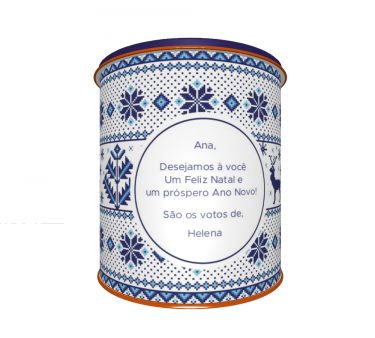 Ana,
Desejamos à você
Um Feliz Natal e
um próspero Ano Novo!
São os votos de,
Helena